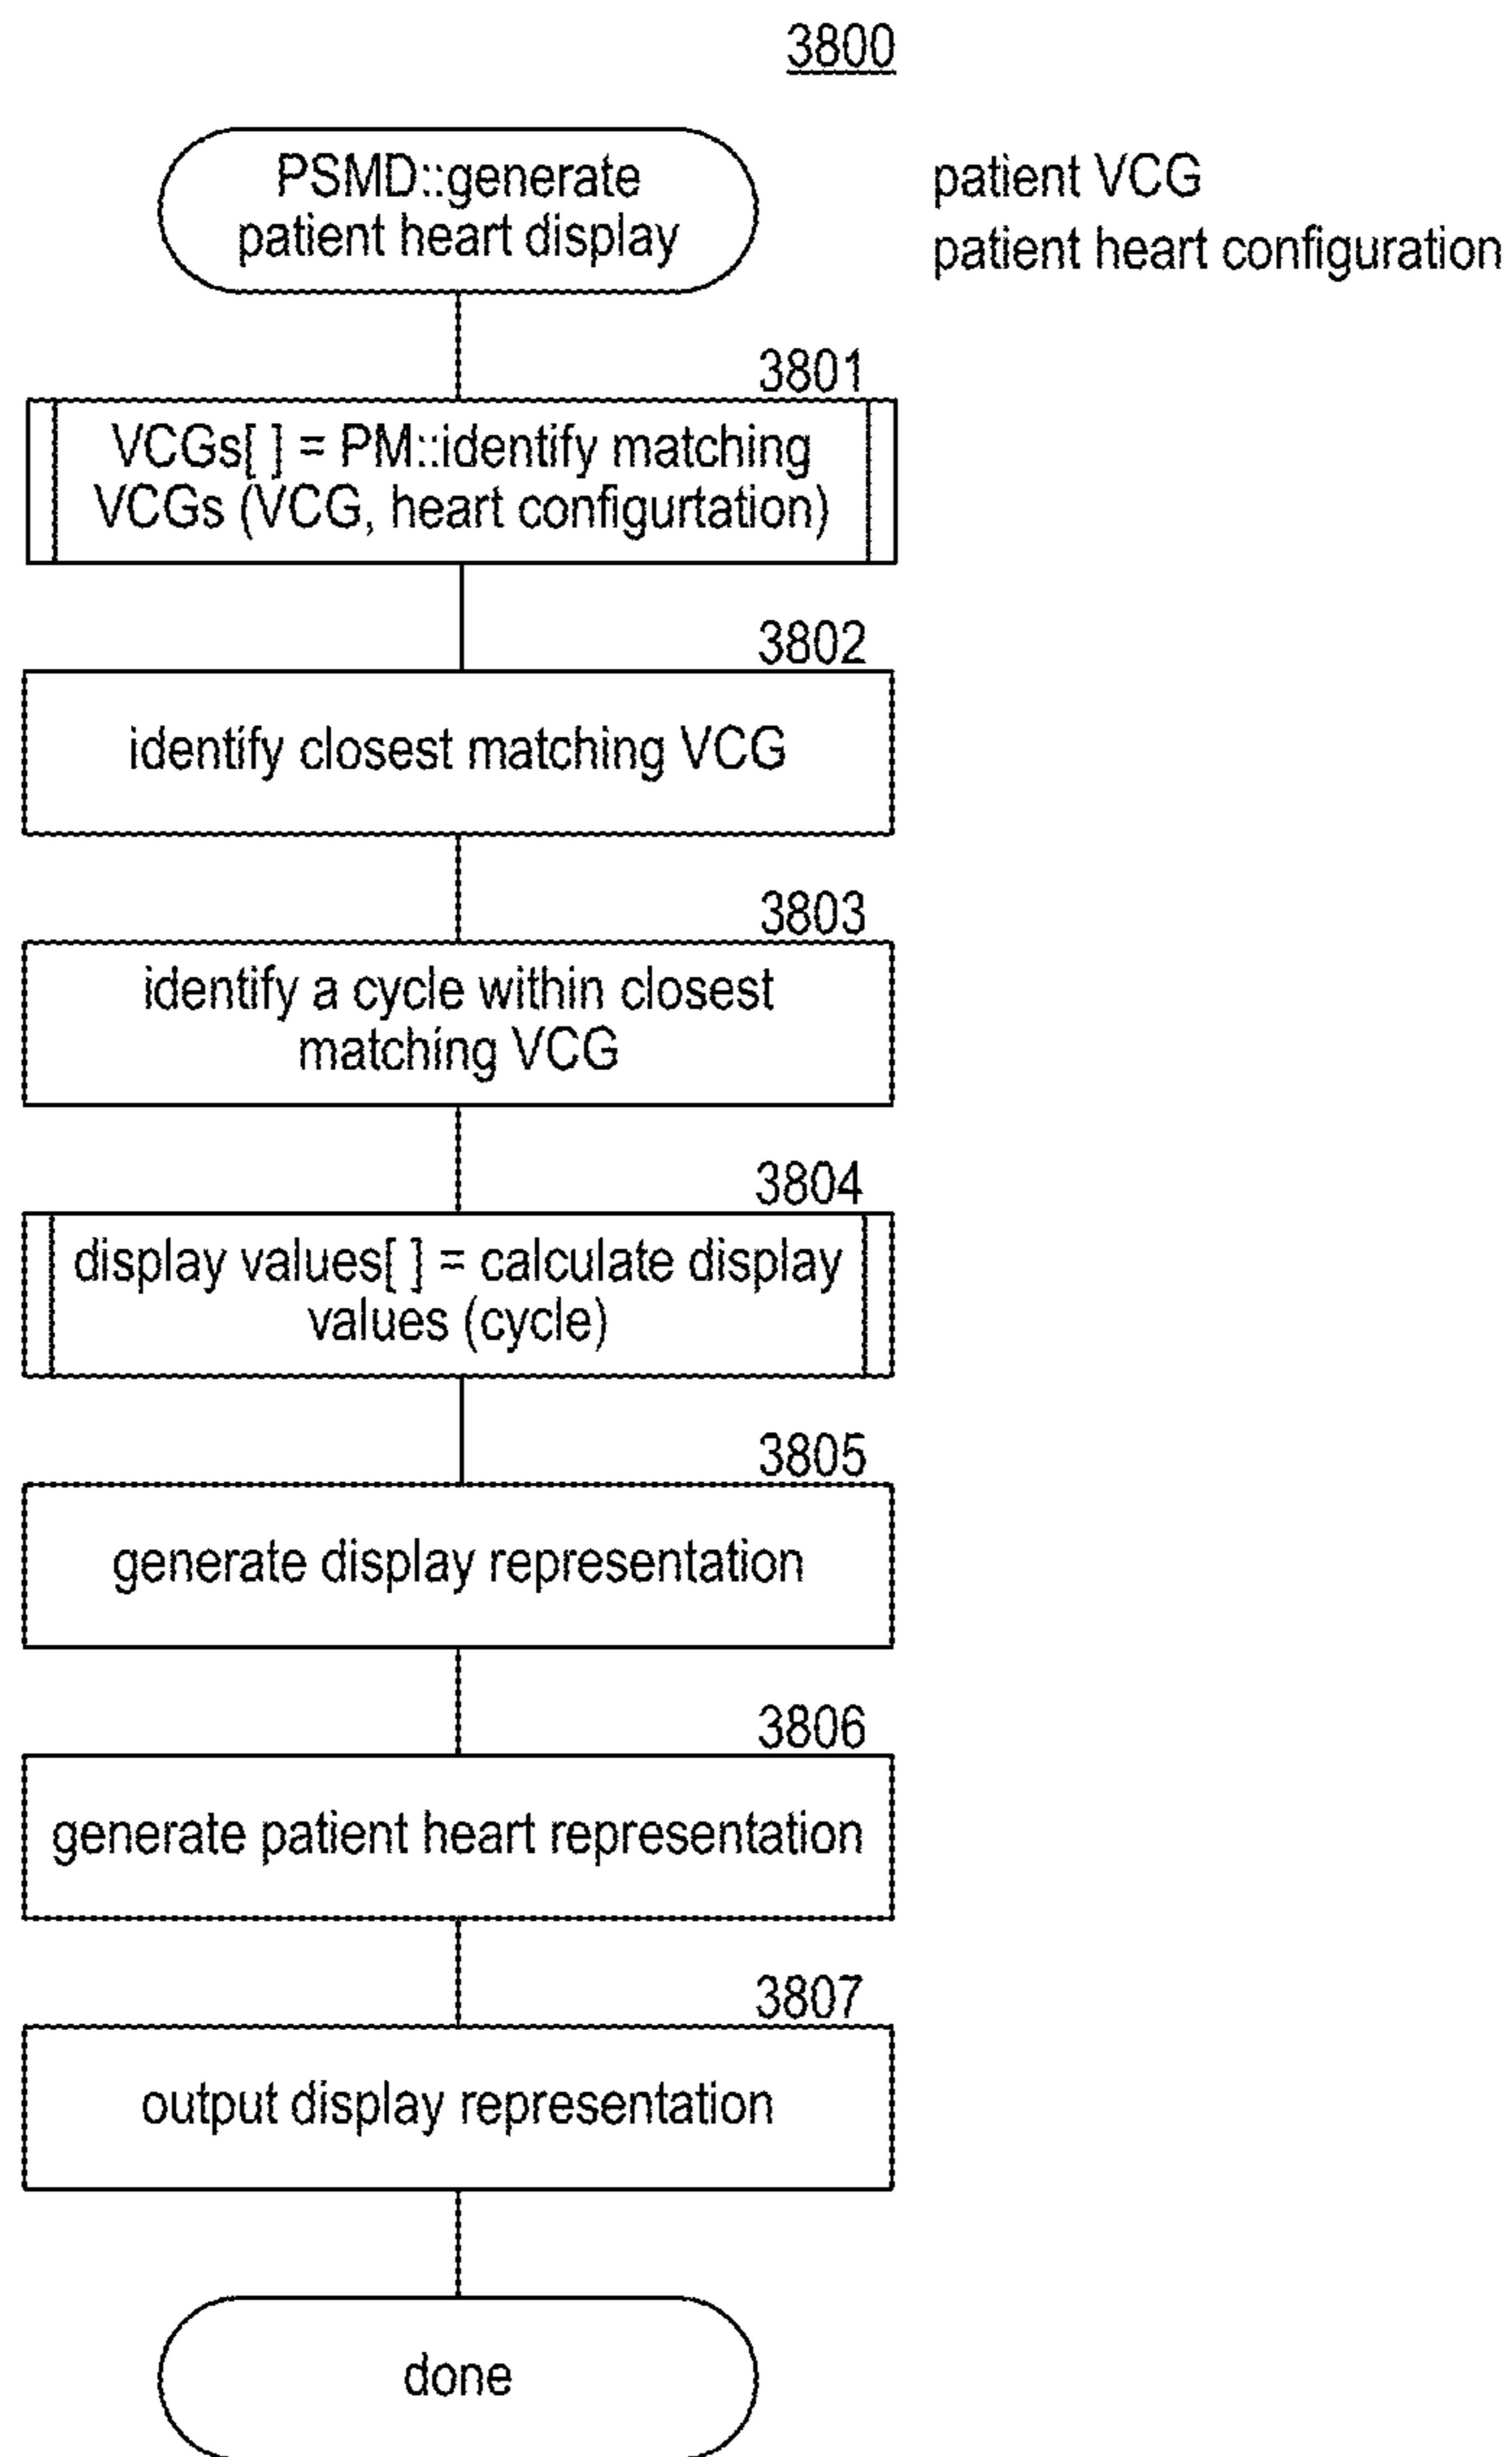 3800
PSMD::generate
patient heart display
patient VCG
patient heart configuration
3801
VCGs[ ] = PM::identify matching
VCGs (VCG, heart configurtation)
3802
identify closest matching VCG
3803
identify a cycle within closest
matching VCG
3804
display values[ ] = calculate display
values (cycle)
3805
generate display representation
3806
generate patient heart representation
3807
output display representation
done